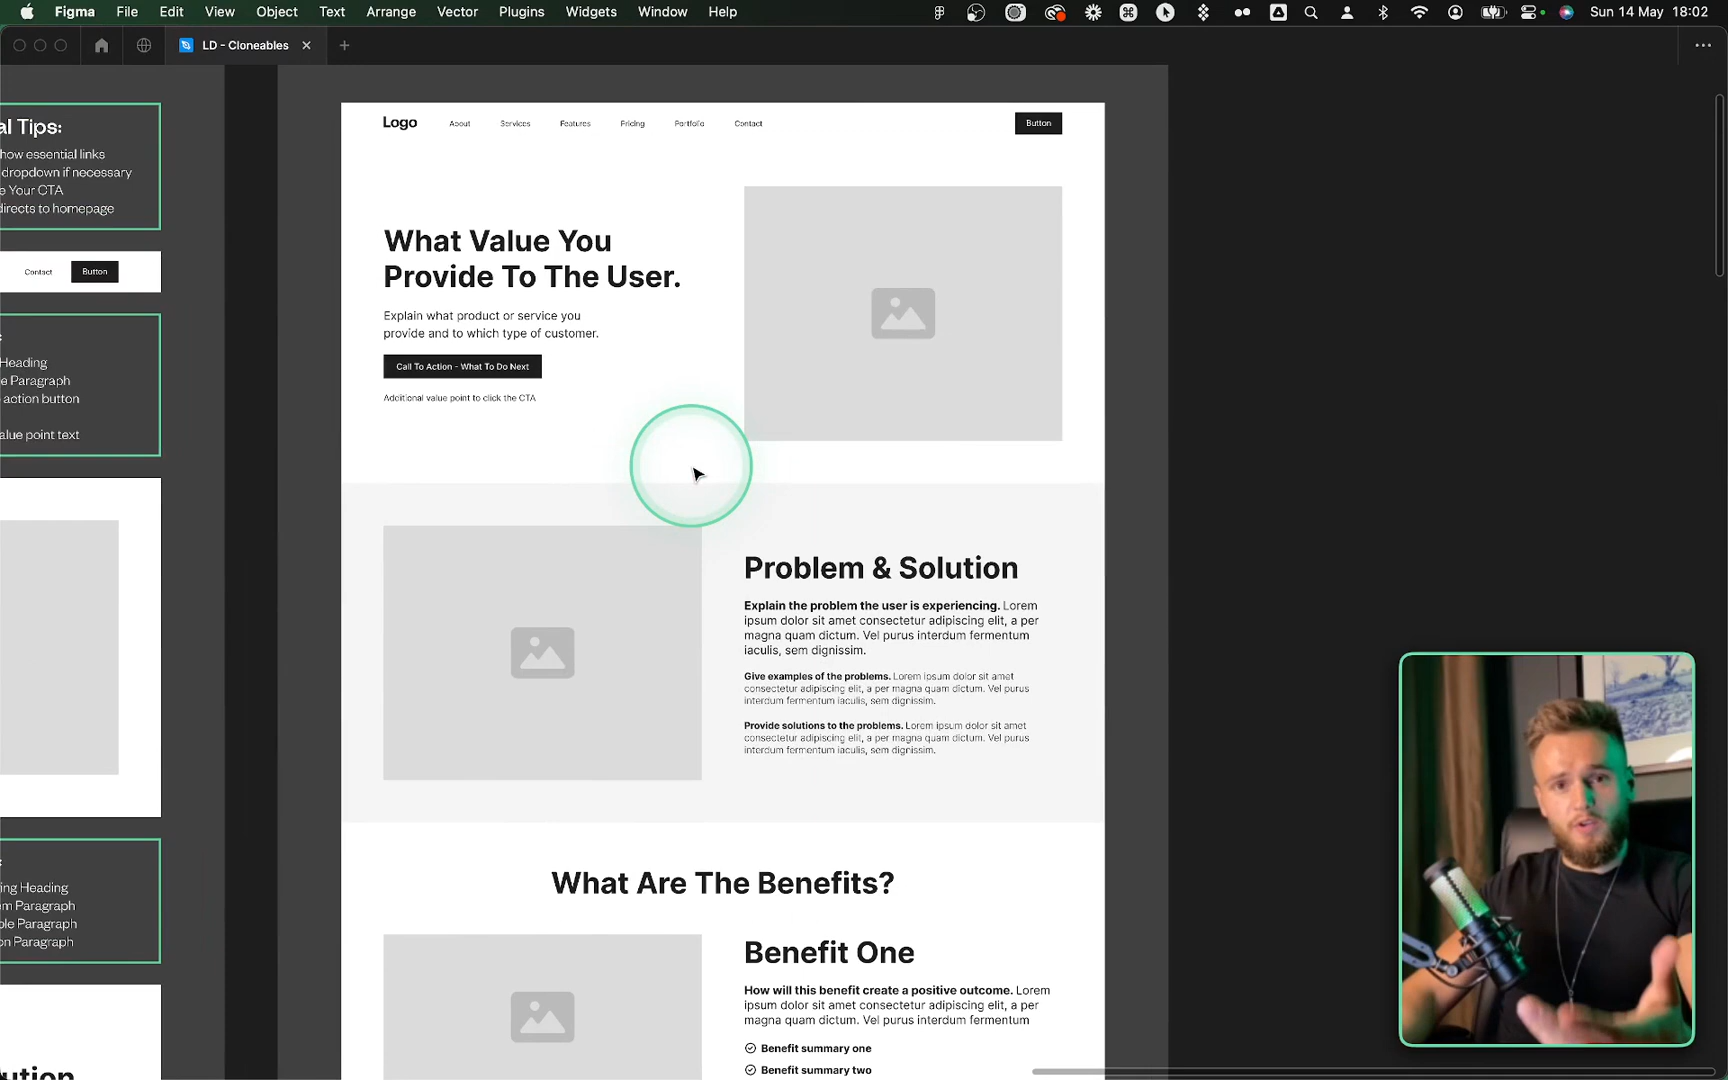 Figma File Edit View Object Text Arrange Vector Plugins Widgets Window Help
Sun 14 May 18:02
LD - Cloneables
al Tips:
how essential links
dropdown if necessary
e Your CTA
directs to homepage
Contact Button
Heading
e Paragraph
action button
alue point text
ing Heading
em Paragraph
ple Paragraph
on Paragraph
ution
Logo About Services Features Pricing Portfolio Contact Button
What Value You
Provide To The User.
Explain what product or service you
provide and to which type of customer.
Call To Action - What To Do Next
Additional value point to click the CTA
Problem & Solution
Explain the problem the user is experiencing. Lorem
ipsum dolor sit amet consectetur adipiscing elit, a per
magna quam dictum. Vel purus interdum fermentum
iaculis, sem dignissim.
Give examples of the problems. Lorem ipsum dolor sit amet
consectetur adipiscing elit, a per magna quam dictum. Vel purus
interdum fermentum iaculis, sem dignissim.
Provide solutions to the problems. Lorem ipsum dolor sit amet
consectetur adipiscing elit, a per magna quam dictum. Vel purus
interdum fermentum iaculis, sem dignissim.
What Are The Benefits?
Benefit One
How will this benefit create a positive outcome. Lorem
ipsum dolor sit amet consectetur adipiscing elit, a per
magna quam dictum. Vel purus interdum fermentum
Benefit summary one
Benefit summary two